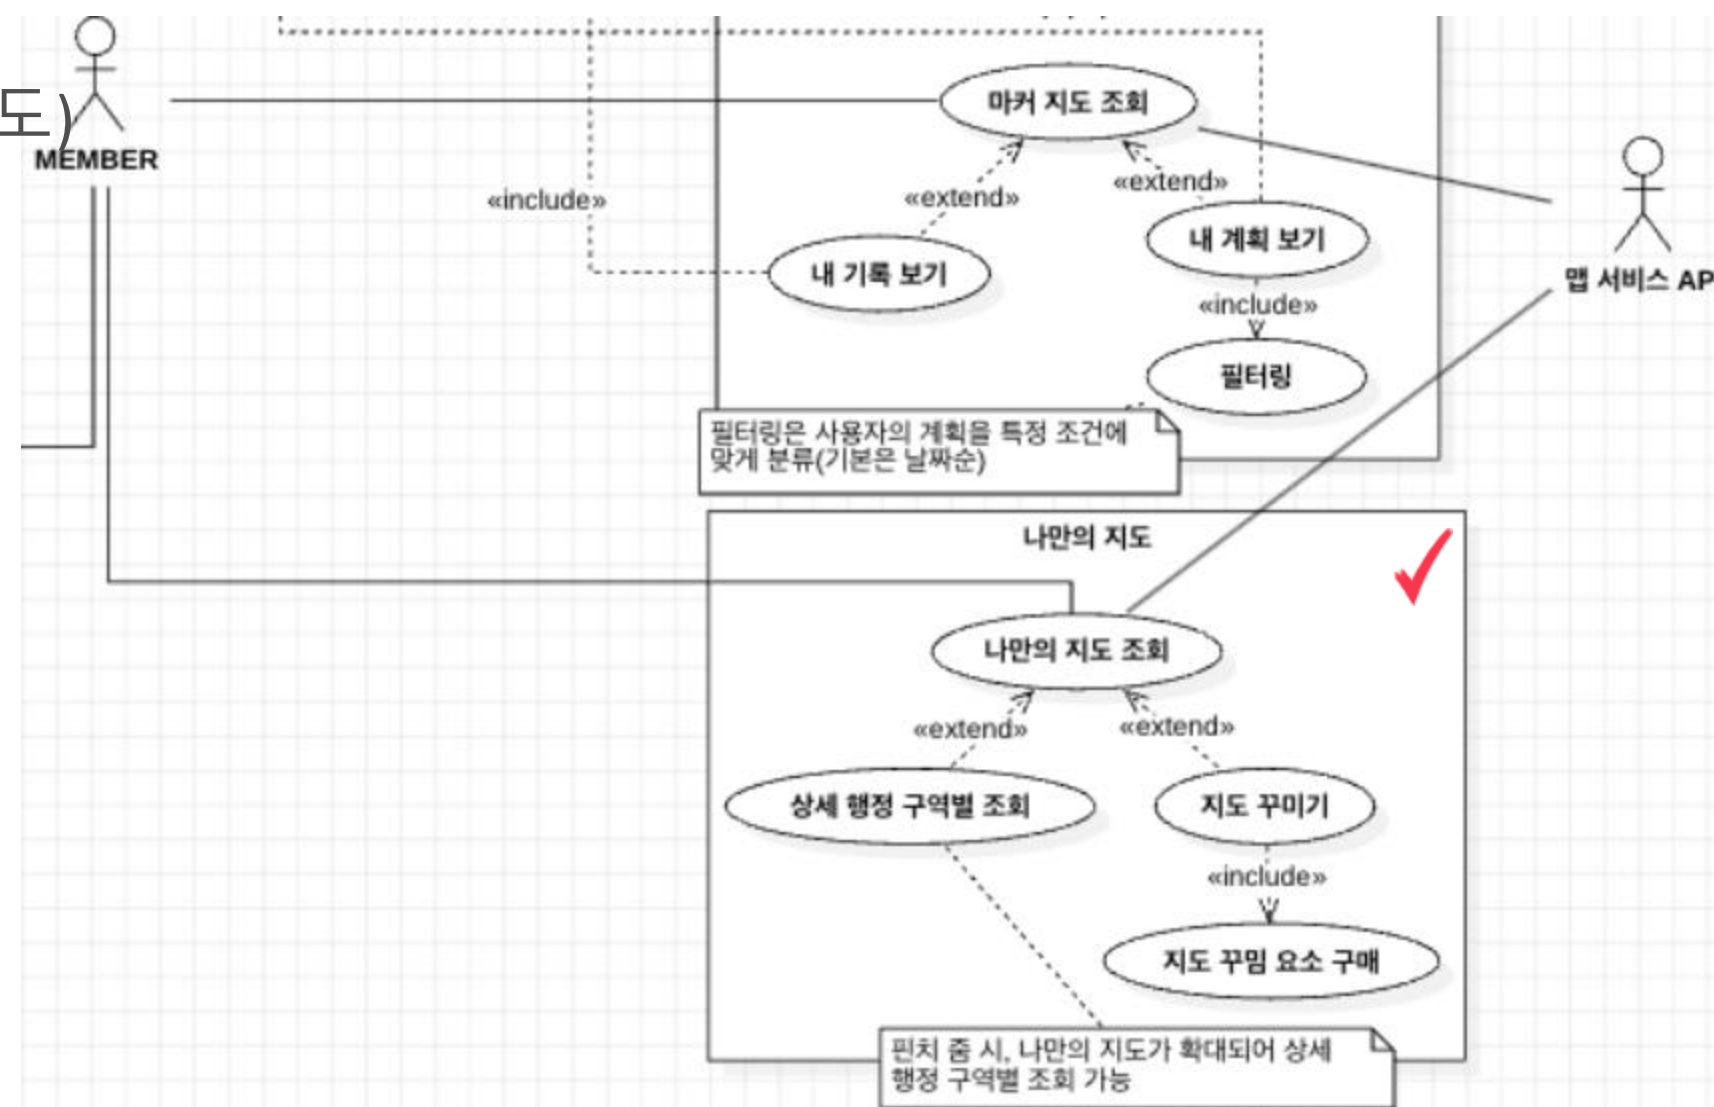 도)
MEMBER
마커 지도 조회
«include»
«extend»
«extend»
내 계획 보기
내 기록 보기
맵 서비스 AP
«include»
필터링
필터링은 사용자의 계획을 특정 조건에
맞게 분류(기본은 날짜순)
나만의 지도
나만의 지도 조회
«extend»
«extend»
상세 행정 구역별 조회
지도 꾸미기
«include»
지도 꾸밈 요소 구매
핀치 줌 시, 나만의 지도가 확대되어 상세
행정 구역별 조회 가능